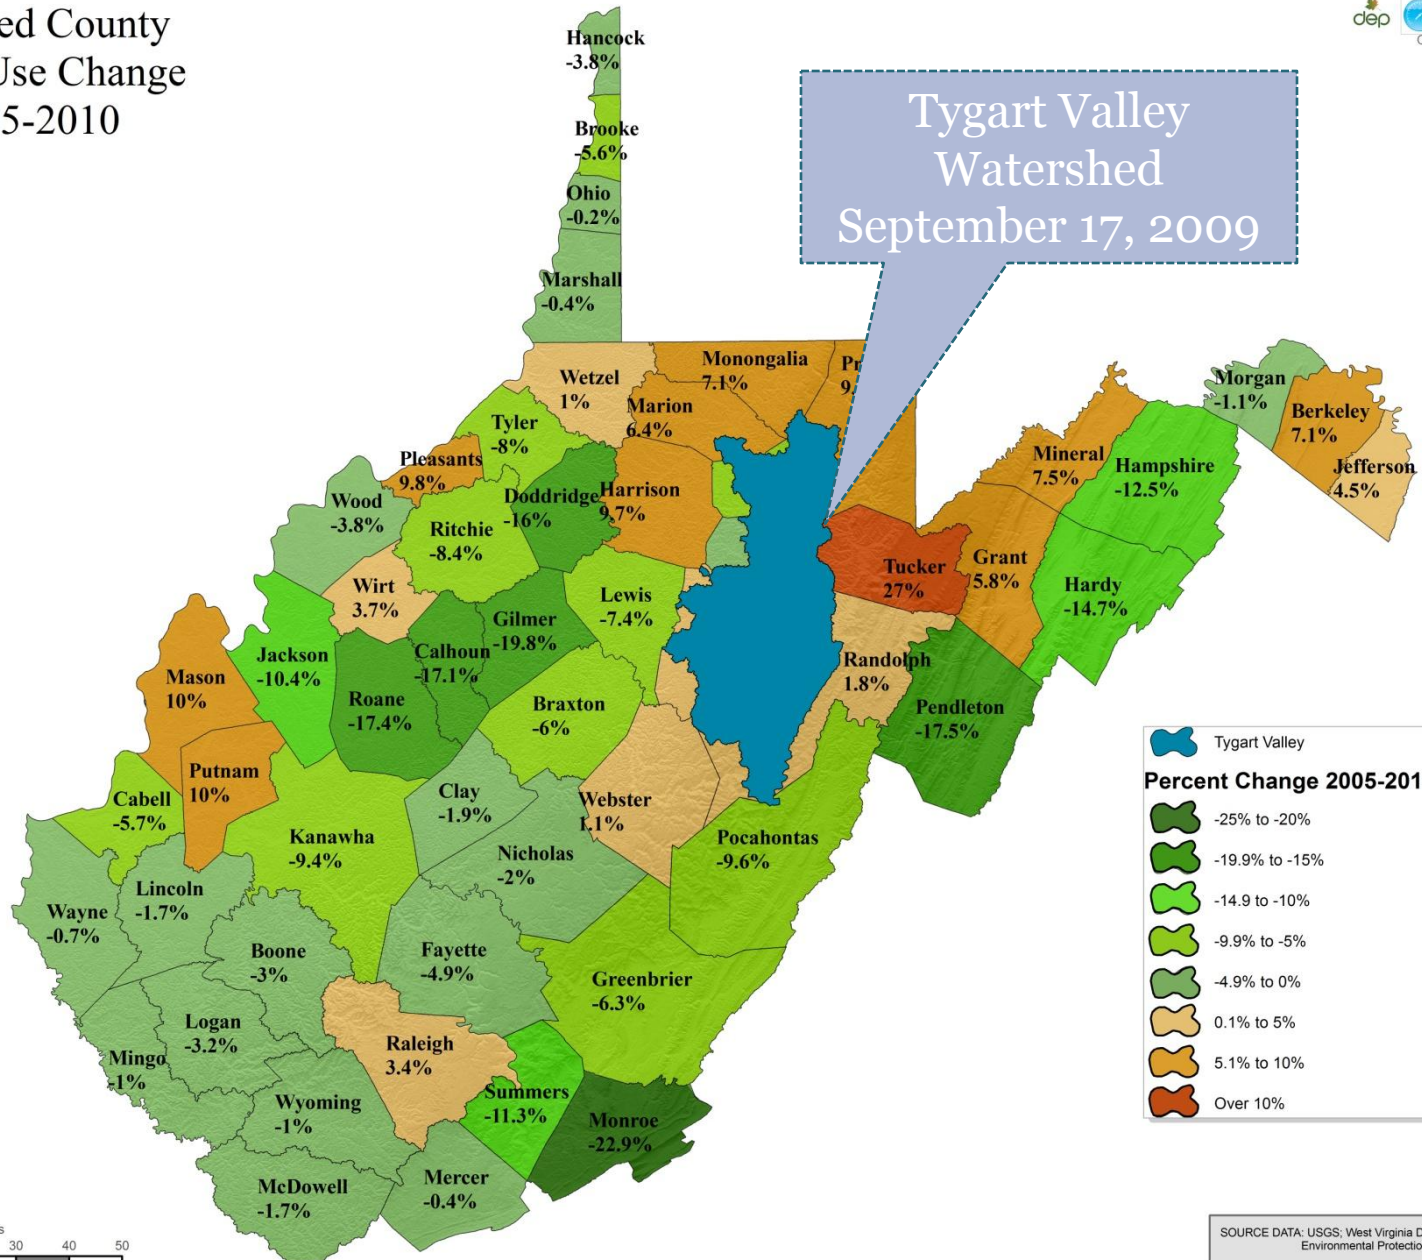 ed County
Use Change
5-2010
dep
Tygart Valley
Watershed
September 17, 2009
Hancock
-3.8%
Brooke
-5.6%
Ohio
-0.2%
Marshall
-0.4%
Wetzel
1%
Monongalia
7.1%
Pr
9.
Marion
6.4%
Tyler
-8%
Pleasants
9.8%
Wood
-3.8%
Doddridge
-16%
Harrison
9.7%
Ritchie
-8.4%
Morgan
-1.1%
Berkeley
7.1%
Jefferson
4.5%
Mineral
7.5%
Hampshire
-12.5%
Grant
5.8%
Hardy
-14.7%
Tucker
27%
Wirt
3.7%
Lewis
-7.4%
Gilmer
-19.8%
Calhoun
-17.1%
Jackson
-10.4%
Mason
10%
Roane
-17.4%
Braxton
-6%
Randolph
1.8%
Pendleton
-17.5%
Putnam
10%
Cabell
-5.7%
Kanawha
-9.4%
Clay
-1.9%
Webster
1.1%
Nicholas
-2%
Pocahontas
-9.6%
Lincoln
-1.7%
Wayne
-0.7%
Boone
-3%
Fayette
-4.9%
Greenbrier
-6.3%
Logan
-3.2%
Mingo
-1%
Raleigh
3.4%
Wyoming
-1%
Summers
-11.3%
Monroe
-22.9%
McDowell
-1.7%
Mercer
-0.4%
Tygart Valley
Percent Change 2005-201
-25% to -20%
-19.9% to -15%
-14.9 to -10%
-9.9% to -5%
-4.9% to 0%
0.1% to 5%
5.1% to 10%
Over 10%
s
30 40 50
SOURCE DATA: USGS; West Virginia D
Environmental Protectio